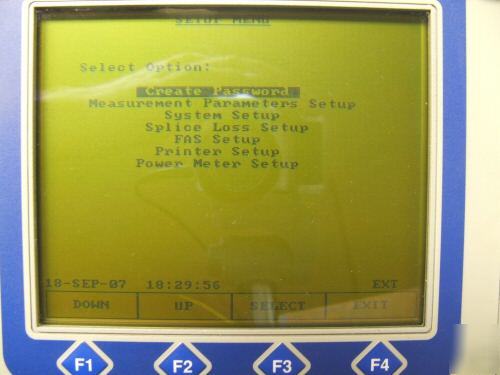 SETUP MENU
Select Option:
Create Password
Measurement Parameters Setup
System Setup
Splice Loss Setup
FAS Setup
Printer Setup
Power Meter Setup
18-SEP-07 18:29:56 EXT
DOWN UP SELECT EXIT
F1 F2 F3 F4